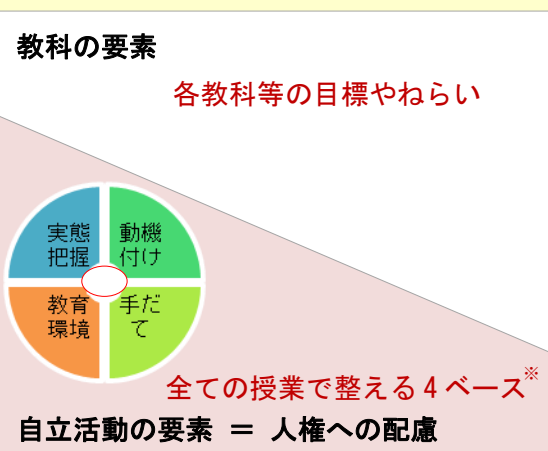 教科の要素
各教科等の目標やねらい
実態
把握
動機
付け
教育
環境
手だ
て
全ての授業で整える4ベース※
自立活動の要素 ＝ 人権への配慮